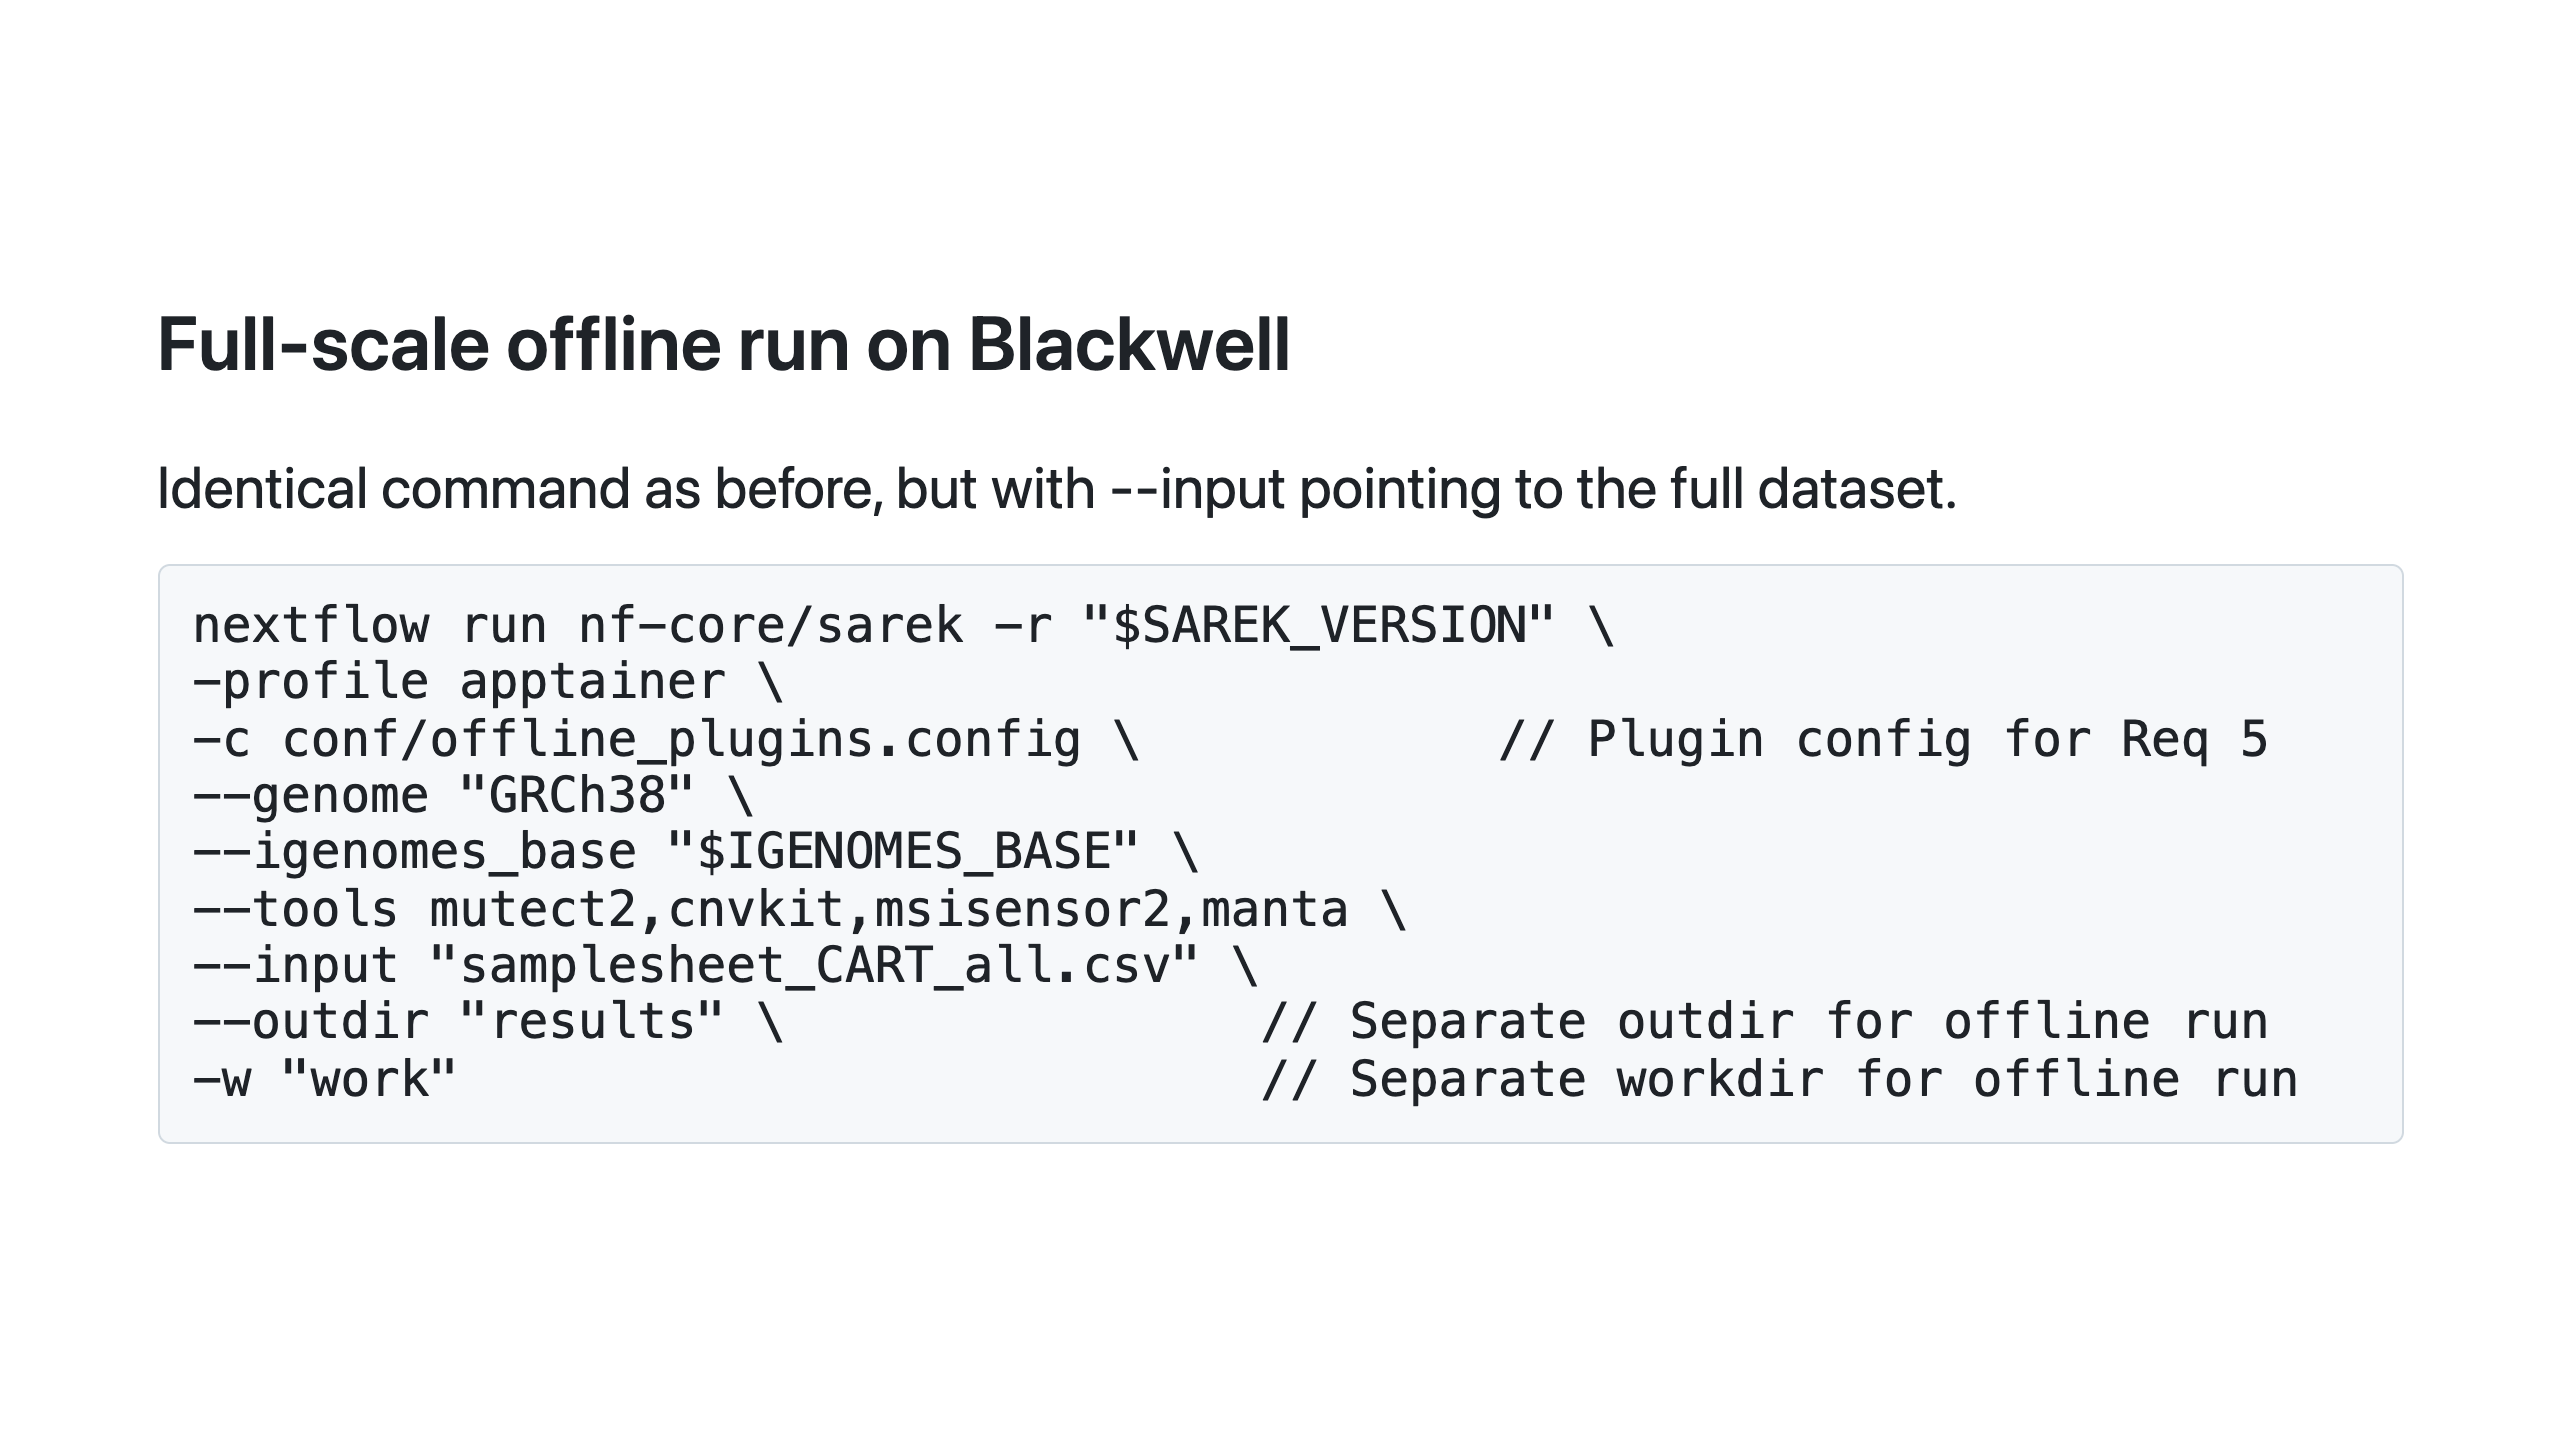 Full-scale offline run on Blackwell
Identical command as before, but with --input pointing to the full dataset.
nextflow run nf-core/sarek -r "$SAREK_VERSION" \
-profile apptainer \
-c conf/offline_plugins.config \                        // Plugin config for Req 5
--genome "GRCh38" \
--igenomes_base "$IGENOMES_BASE" \
--tools mutect2,cnvkit,msisensor2,manta \
--input "samplesheet_CART_all.csv" \
--outdir "results" \                                // Separate outdir for offline run
-w "work"                                           // Separate workdir for offline run